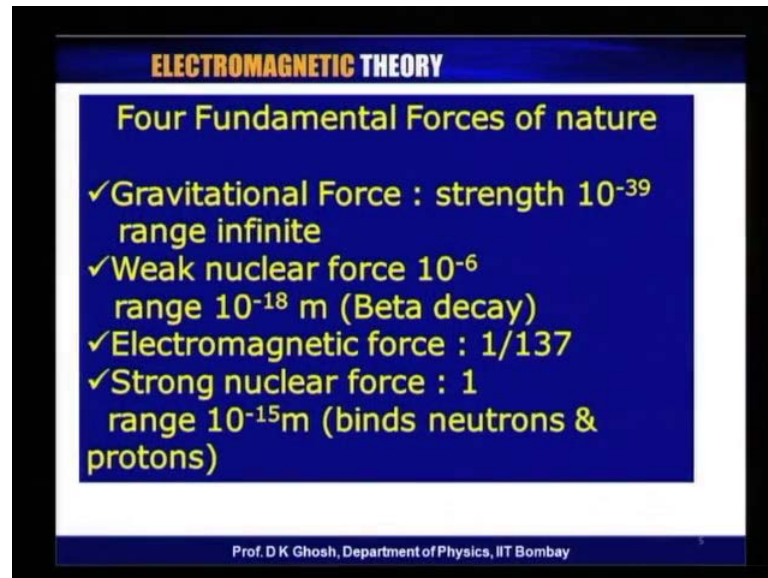 ELECTROMAGNETIC THEORY
Four Fundamental Forces of nature
✓Gravitational Force : strength 10⁻³⁹
range infinite
✓Weak nuclear force 10⁻⁶
range 10⁻¹⁸ m (Beta decay)
✓Electromagnetic force : 1/137
✓Strong nuclear force : 1
range 10⁻¹⁵m (binds neutrons &
protons)
Prof. D K Ghosh, Department of Physics, IIT Bombay
5